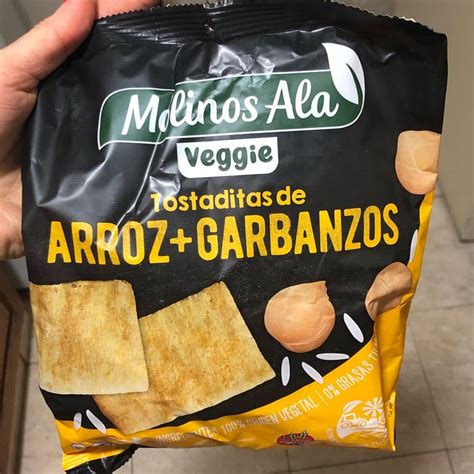 Molinos Ala
Veggie
Tostaditas de
ARROZ+GARBANZOS
INGREDIENTES 100% ORIGEN VEGETAL | 0% GRASAS